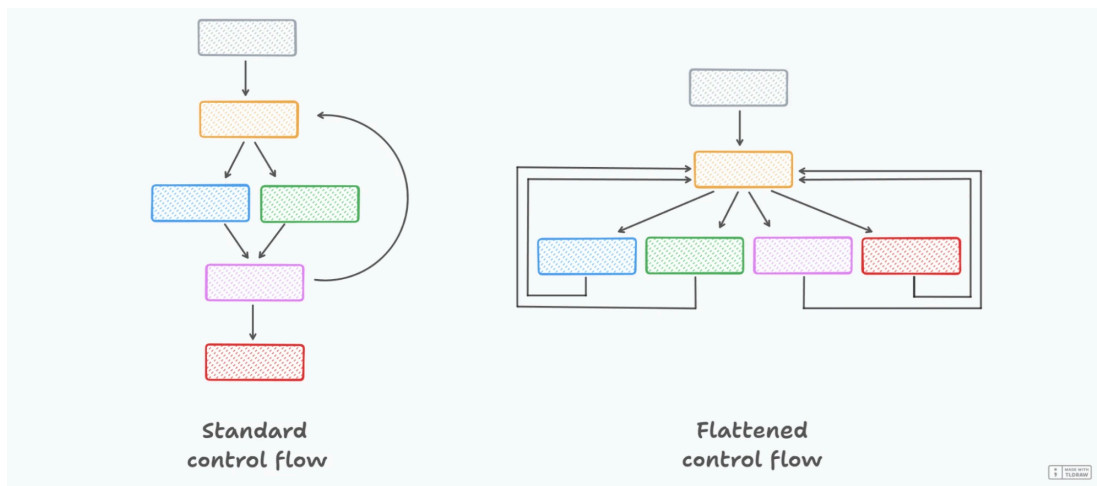 Standard
control flow
Flattened
control flow
MADE WITH
TLDRAW